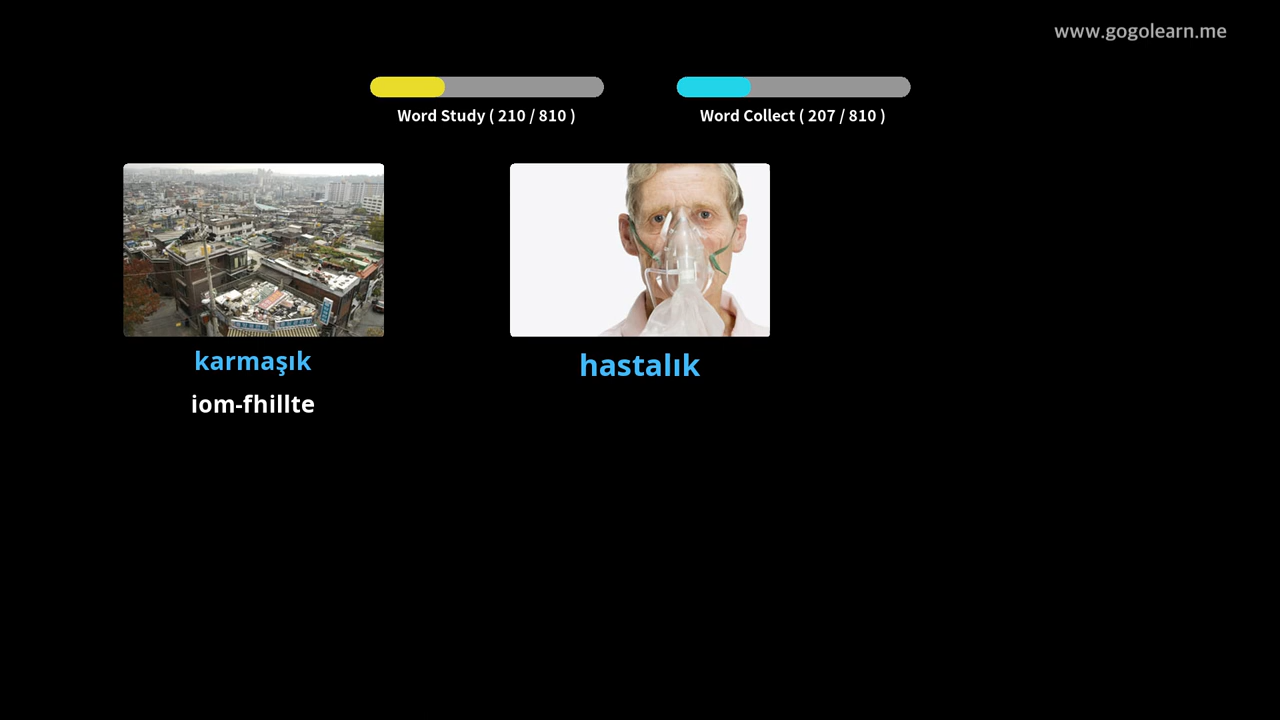 www.gogolearn.me
Word Study ( 210 / 810 )
Word Collect ( 207 / 810 )
karmaşık
iom-fhillte
hastalık